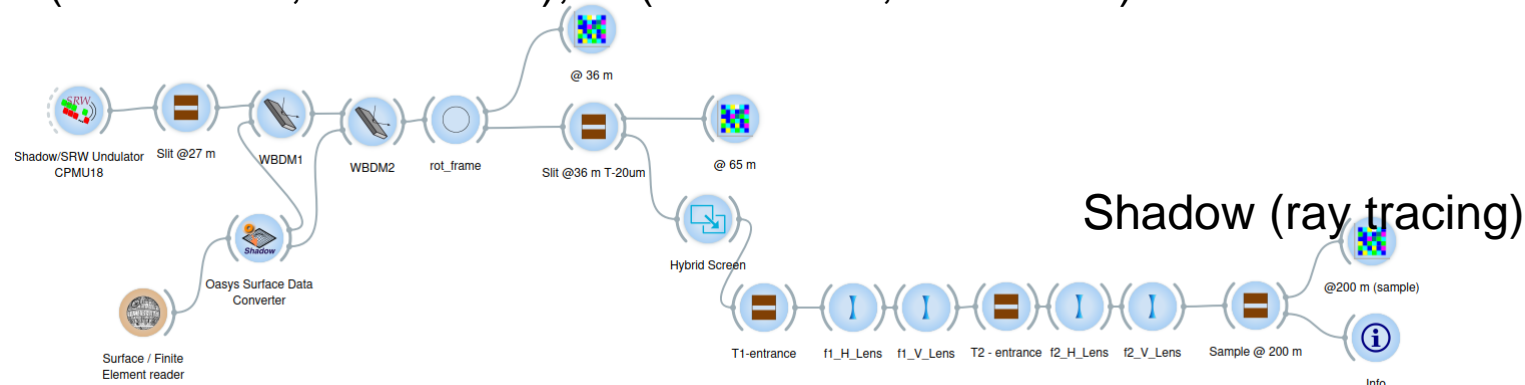 @ 36 m
SRW
Shadow/SRW Undulator
CPMU18
Slit @27 m
WBDM1
WBDM2
rot_frame
Slit @36 m T-20um
@ 65 m
Shadow (ray tracing)
Shadow
Oasys Surface Data
Converter
Hybrid Screen
@200 m (sample)
Surface / Finite
Element reader
T1-entrance
f1_H_Lens
f1_V_Lens
T2 - entrance
f2_H_Lens
f2_V_Lens
Sample @ 200 m
Info